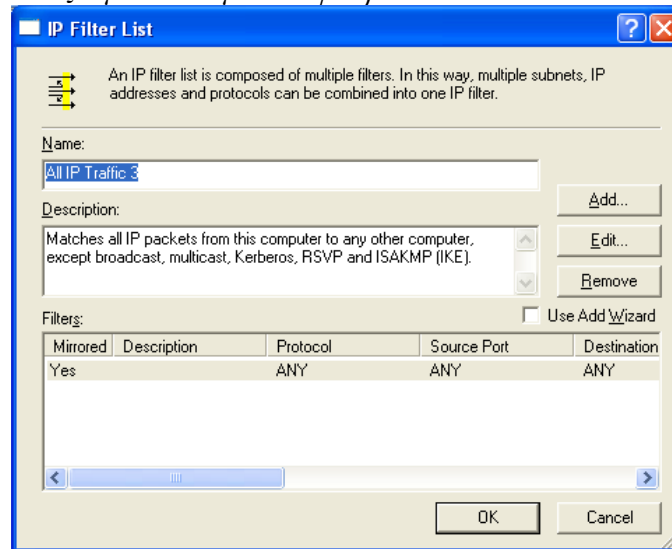 IP Filter List
An IP filter list is composed of multiple filters. In this way, multiple subnets, IP
addresses and protocols can be combined into one IP filter.
Name:
All IP Traffic 3
Add...
Description:
Matches all IP packets from this computer to any other computer,
except broadcast, multicast, Kerberos, RSVP and ISAKMP (IKE).
Edit...
Remove
Filters:
Use Add Wizard
Mirrored Description Protocol Source Port Destination
Yes ANY ANY ANY
OK Cancel